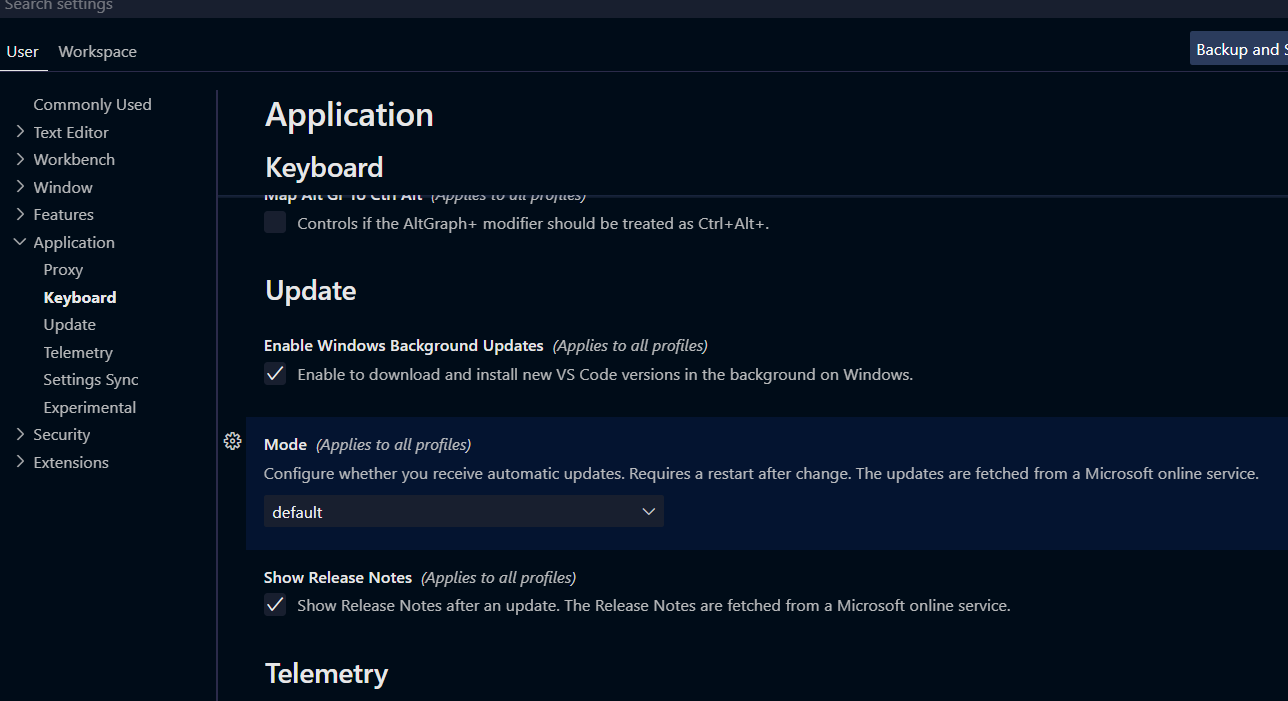 Search settings
User
Workspace
Backup and S
Commonly Used
Text Editor
Workbench
Window
Features
Application
Proxy
Keyboard
Update
Telemetry
Settings Sync
Experimental
Security
Extensions
Application
Keyboard
Map Alt Gr To Ctrl Alt (Applies to all profiles)
Controls if the AltGraph+ modifier should be treated as Ctrl+Alt+.
Update
Enable Windows Background Updates (Applies to all profiles)
Enable to download and install new VS Code versions in the background on Windows.
Mode (Applies to all profiles)
Configure whether you receive automatic updates. Requires a restart after change. The updates are fetched from a Microsoft online service.
default
Show Release Notes (Applies to all profiles)
Show Release Notes after an update. The Release Notes are fetched from a Microsoft online service.
Telemetry